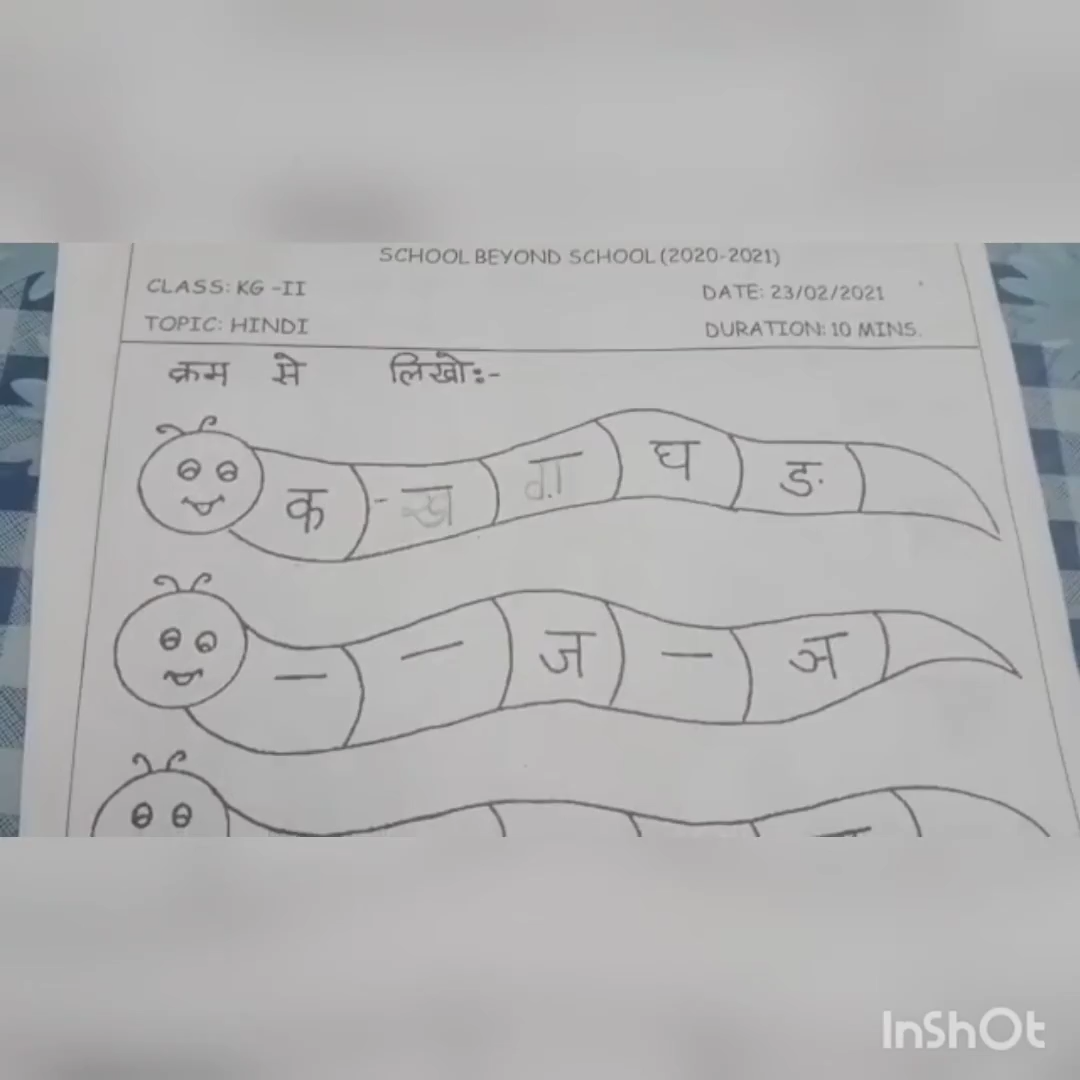 SCHOOL BEYOND SCHOOL (2020-2021)
CLASS: KG -II
DATE: 23/02/2021
TOPIC: HINDI
DURATION: 10 MINS.
क्रम से लिखो:-
क - ख ग घ ङ
– – ज – ञ
InShOt